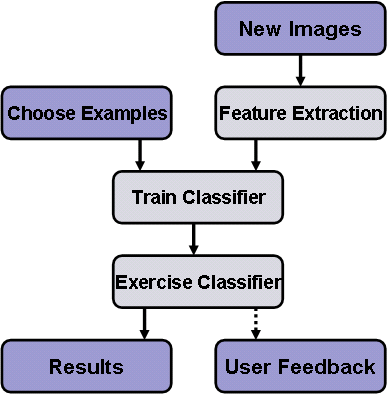 New Images
Choose Examples
Feature Extraction
Train Classifier
Exercise Classifier
Results
User Feedback